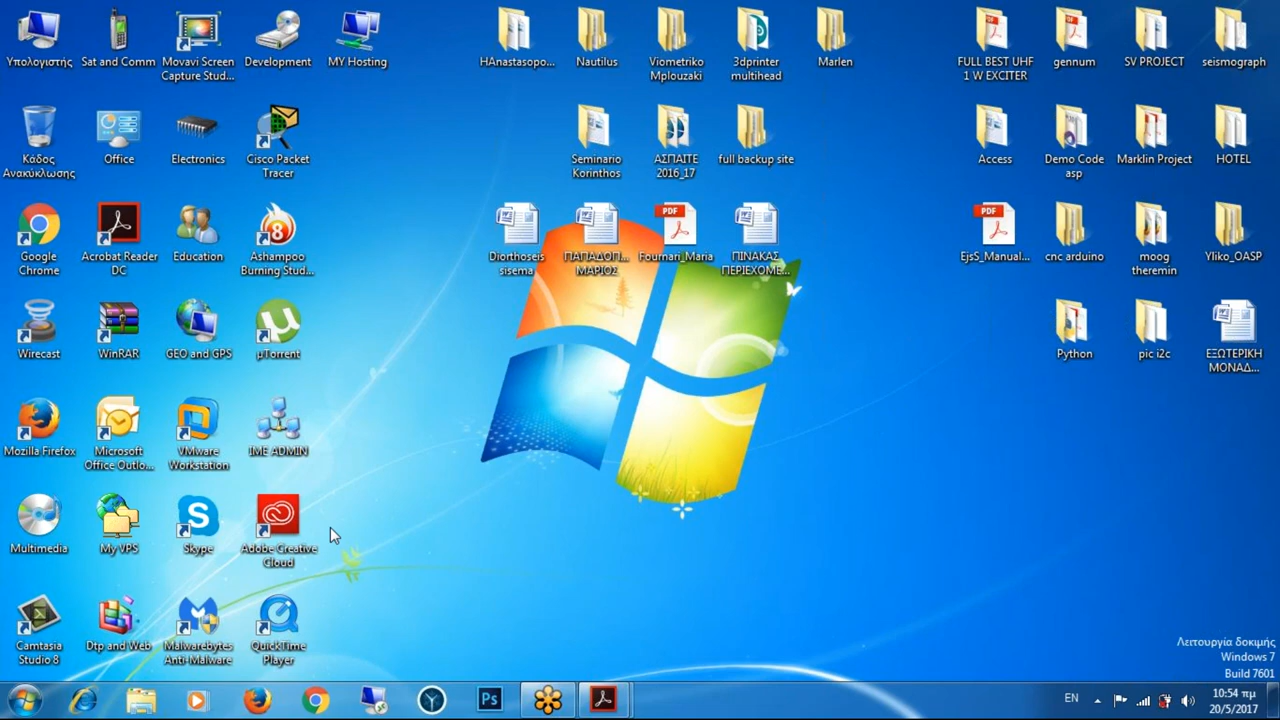 Υπολογιστής
Sat and Comm
Movavi Screen
Capture Stud...
Development
MY Hosting
HAnastasopo...
Nautilus
Viometriko
Mplouzaki
3dprinter
multihead
Marlen
FULL BEST UHF
1 W EXCITER
gennum
SV PROJECT
seismograph
Κάδος
Ανακύκλωσης
Office
Electronics
Cisco Packet
Tracer
Seminario
Korinthos
ΑΣΠΑΙΤΕ
2016_17
full backup site
Access
Demo Code
asp
Marklin Project
HOTEL
Google
Chrome
Acrobat Reader
DC
Education
8
Ashampoo
Burning Stud...
Diorthoseis
sisema
ΠΑΠΑΔΟΠ...
ΜΑΡΙΟΣ
PDF
Fournari_Maria
ΠΙΝΑΚΑΣ
ΠΕΡΙΕΧΟΜΕ...
PDF
EjsS_Manual...
cnc arduino
moog
theremin
Yliko_OASP
Wirecast
WinRAR
GEO and GPS
µTorrent
Python
pic i2c
ΕΞΩΤΕΡΙΚΗ
ΜΟΝΑΔ...
Mozilla Firefox
Microsoft
Office Outlo...
VMware
Workstation
IME ADMIN
Multimedia
My VPS
Skype
Adobe Creative
Cloud
Camtasia
Studio 8
Dtp and Web
Malwarebytes
Anti-Malware
QuickTime
Player
Λειτουργία δοκιμής
Windows 7
Build 7601
Ps
EN
10:54 πμ
20/5/2017